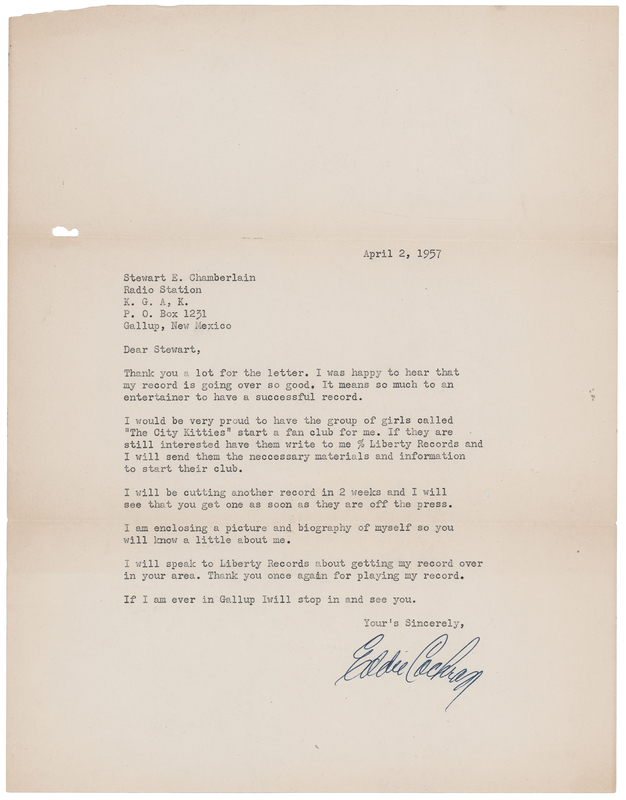 April 2, 1957
Stewart E. Chamberlain
Radio Station
K. G. A, K.
P. O. Box 1231
Gallup, New Mexico
Dear Stewart,
Thank you a lot for the letter. I was happy to hear that
my record is going over so good. It means so much to an
entertainer to have a successful record.
I would be very proud to have the group of girls called
"The City Kitties" start a fan club for me. If they are
still interested have them write to me % Liberty Records and
I will send them the neccessary materials and information
to start their club.
I will be cutting another record in 2 weeks and I will
see that you get one as soon as they are off the press.
I am enclosing a picture and biography of myself so you
will know a little about me.
I will speak to Liberty Records about getting my record over
in your area. Thank you once again for playing my record.
If I am ever in Gallup Iwill stop in and see you.
Your's Sincerely,
Eddie Cochran